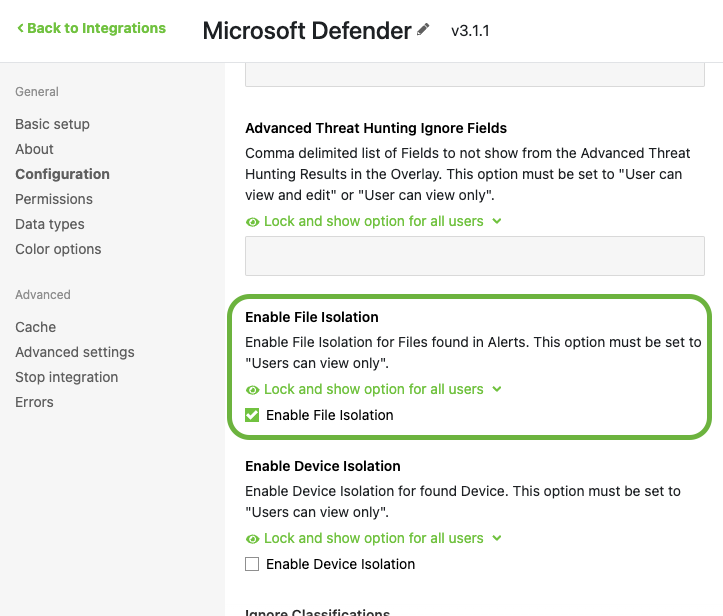 Back to Integrations
Microsoft Defender
v3.1.1
General
Basic setup
About
Configuration
Permissions
Data types
Color options
Advanced
Cache
Advanced settings
Stop integration
Errors
Advanced Threat Hunting Ignore Fields
Comma delimited list of Fields to not show from the Advanced Threat
Hunting Results in the Overlay. This option must be set to "User can
view and edit" or "User can view only".
Lock and show option for all users
Enable File Isolation
Enable File Isolation for Files found in Alerts. This option must be set to
"Users can view only".
Lock and show option for all users
Enable File Isolation
Enable Device Isolation
Enable Device Isolation for found Device. This option must be set to
"Users can view only".
Lock and show option for all users
Enable Device Isolation
Ignore Classifications